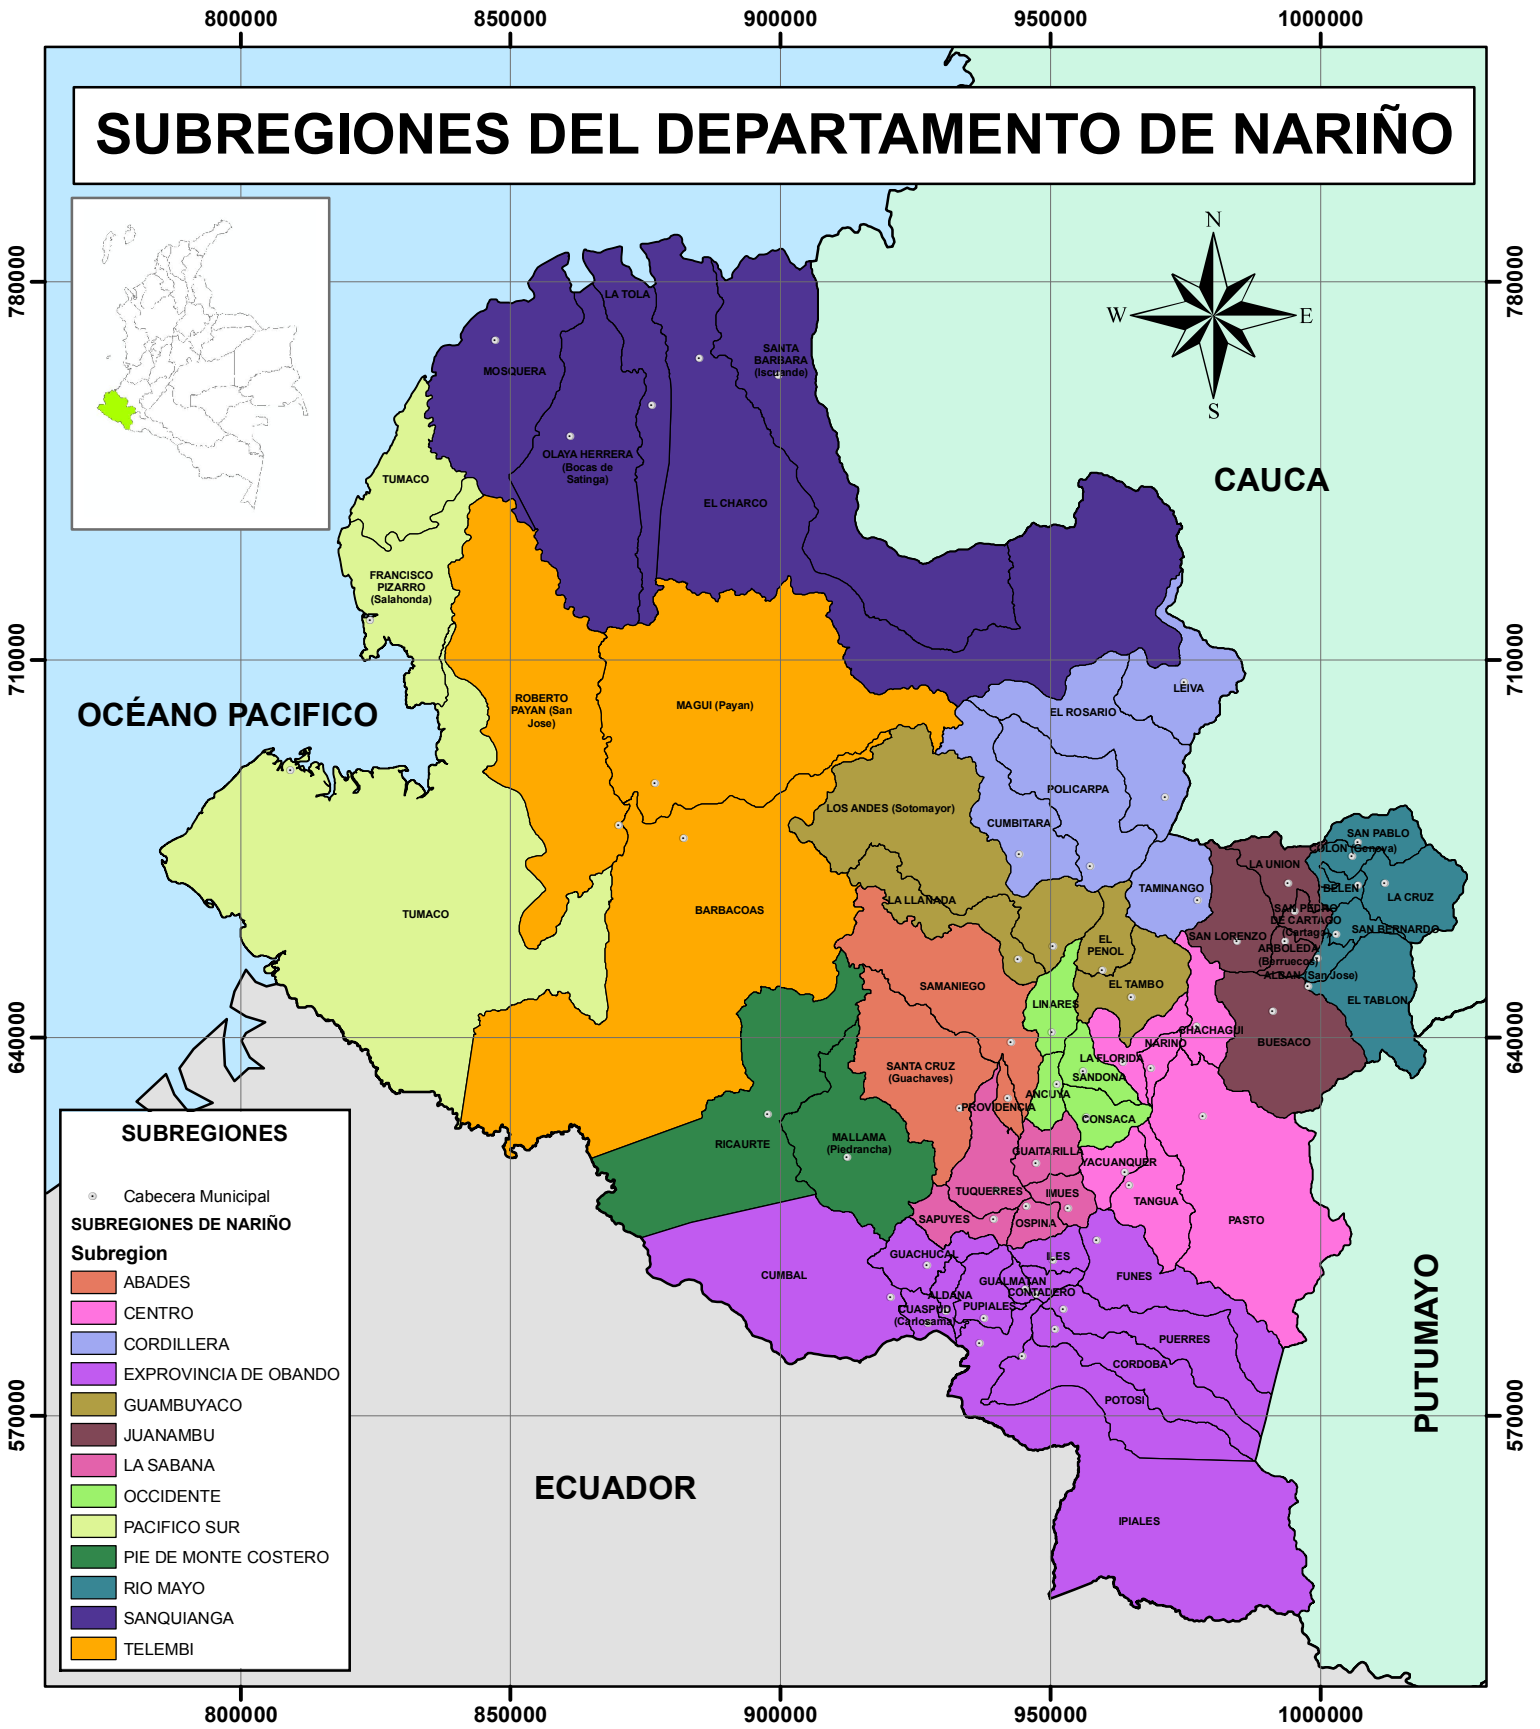 800000
850000
900000
950000
1000000
SUBREGIONES DEL DEPARTAMENTO DE NARIÑO
N
W
E
S
780000
780000
710000
710000
640000
640000
570000
570000
CAUCA
OCÉANO PACIFICO
ECUADOR
PUTUMAYO
LA TOLA
MOSQUERA
SANTA
BARBARA
(Iscuande)
OLAYA HERRERA
(Bocas de
Satinga)
EL CHARCO
TUMACO
FRANCISCO
PIZARRO
(Salahonda)
ROBERTO
PAYAN (San
Jose)
MAGUI (Payan)
LEIVA
EL ROSARIO
POLICARPA
CUMBITARA
LOS ANDES (Sotomayor)
TAMINANGO
SAN PABLO
COLON (Genova)
LA UNION
BELEN
LA CRUZ
SAN PEDRO
DE CARTAGO
(Cartago)
SAN BERNARDO
SAN LORENZO
ARBOLEDA
(Berruecos)
ALBAN (San Jose)
EL TABLON
BUESACO
LA LLANADA
BARBACOAS
TUMACO
EL
PENOL
EL TAMBO
SAMANIEGO
LINARES
CHACHAGUI
NARINO
LA FLORIDA
SANDONA
SANTA CRUZ
(Guachaves)
ANCUYA
PROVIDENCIA
CONSACA
RICAURTE
MALLAMA
(Piedrancha)
GUAITARILLA
YACUANQUER
TUQUERRES
IMUES
TANGUA
SAPUYES
OSPINA
PASTO
GUACHUCAL
ILES
CUMBAL
FUNES
GUALMATAN
CONTADERO
ALDANA
PUPIALES
CUASPUD
(Carlosama)
PUERRES
CORDOBA
POTOSI
IPIALES
SUBREGIONES
Cabecera Municipal
SUBREGIONES DE NARIÑO
Subregion
ABADES
CENTRO
CORDILLERA
EXPROVINCIA DE OBANDO
GUAMBUYACO
JUANAMBU
LA SABANA
OCCIDENTE
PACIFICO SUR
PIE DE MONTE COSTERO
RIO MAYO
SANQUIANGA
TELEMBI
800000
850000
900000
950000
1000000